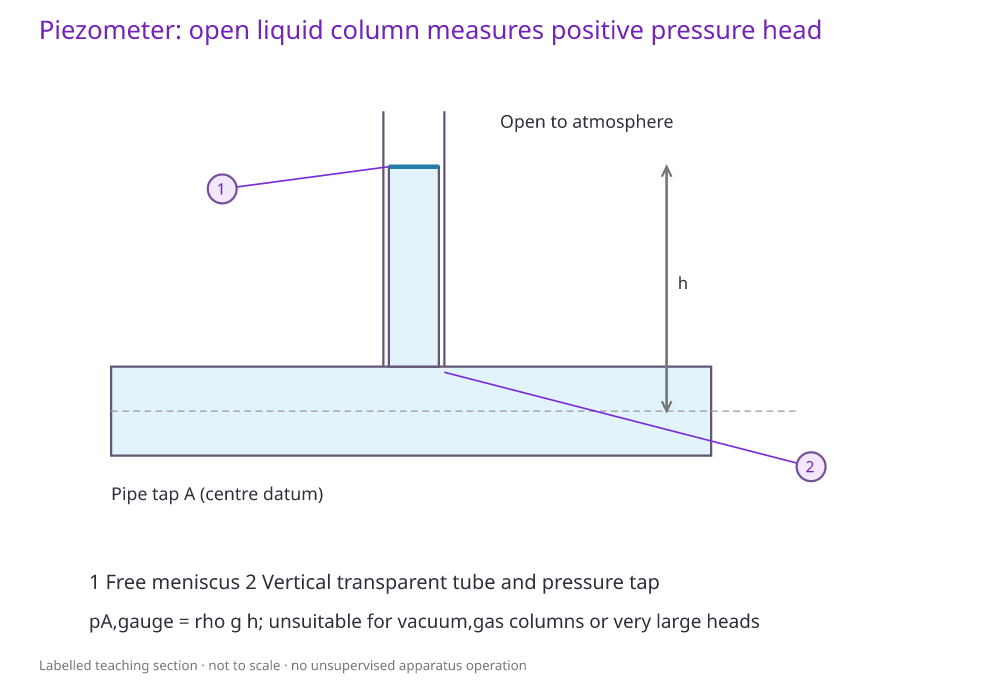 Piezometer: open liquid column measures positive pressure head
Open to atmosphere
1
h
2
Pipe tap A (centre datum)
1 Free meniscus 2 Vertical transparent tube and pressure tap
pA,gauge = rho g h; unsuitable for vacuum,gas columns or very large heads
Labelled teaching section · not to scale · no unsupervised apparatus operation